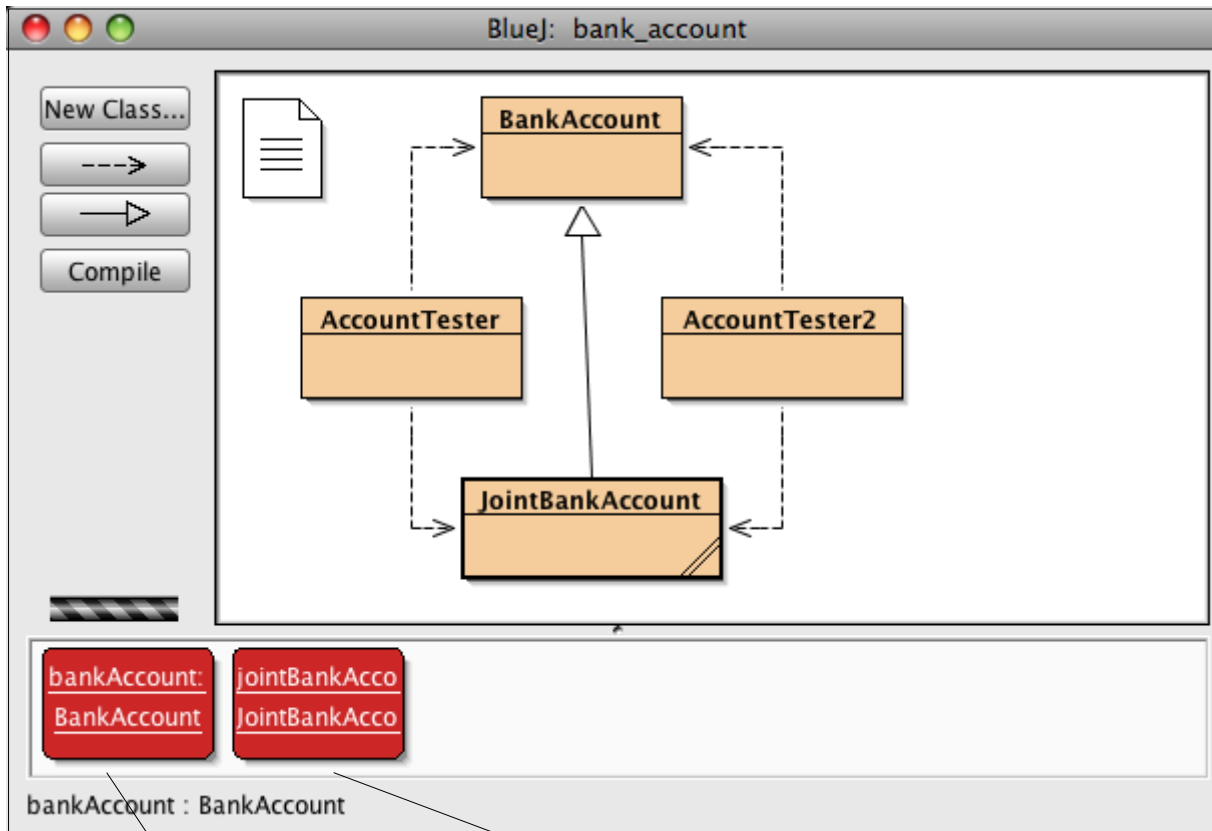 BlueJ: bank_account
New Class...
Compile
BankAccount
AccountTester
AccountTester2
JointBankAccount
bankAccount:
BankAccount
jointBankAcco
JointBankAcco
bankAccount : BankAccount